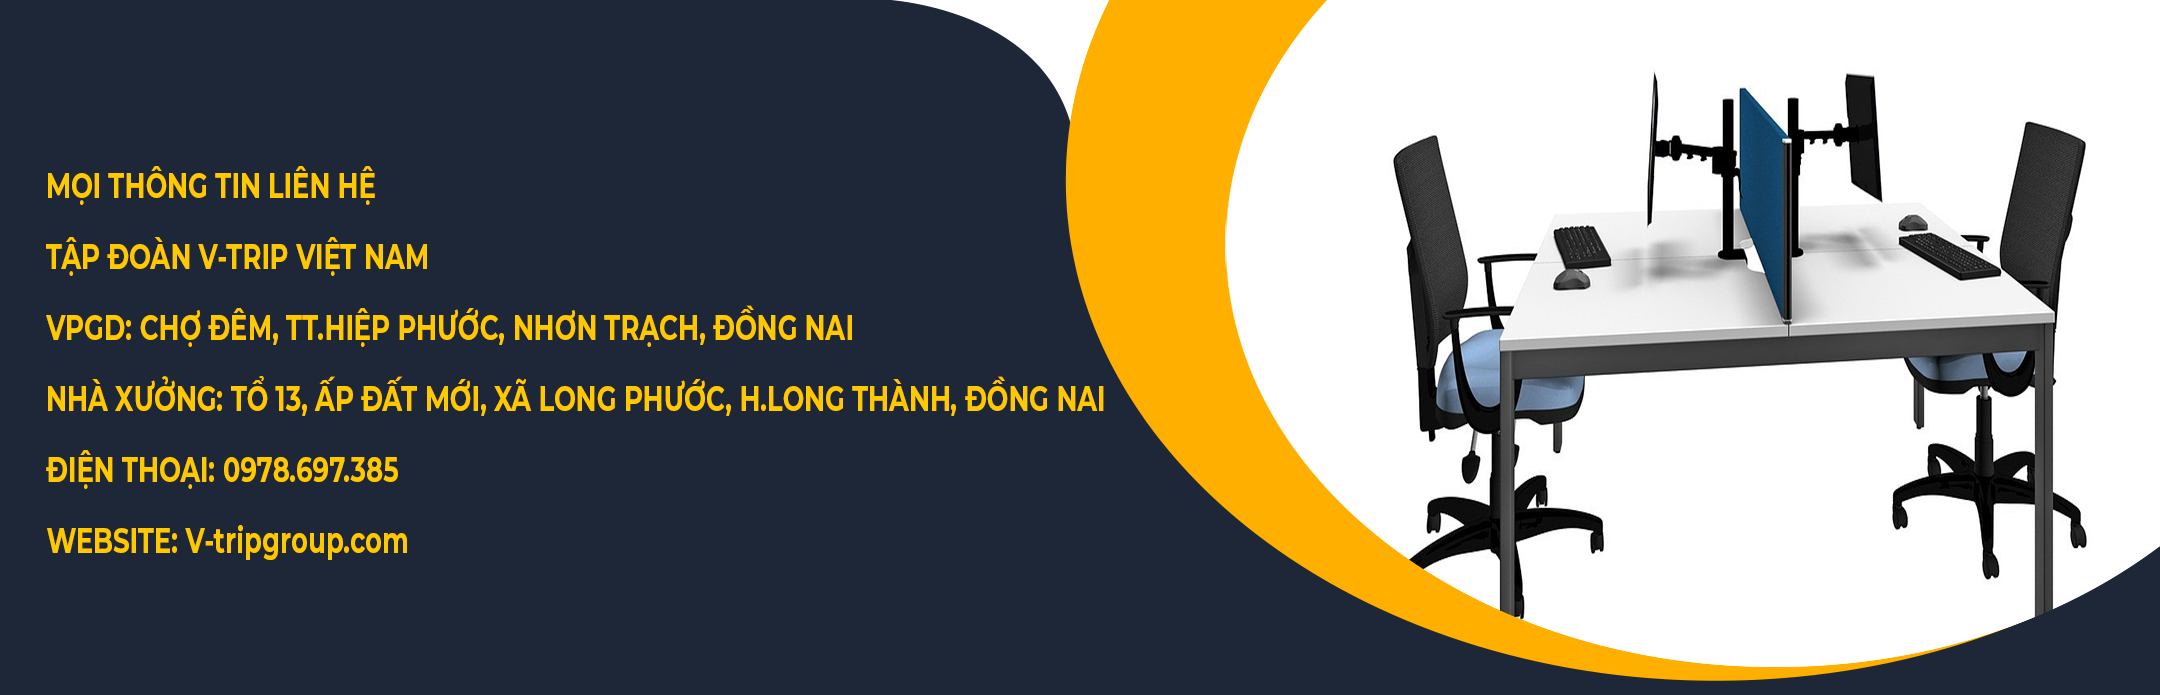 MỌI THÔNG TIN LIÊN HỆ
TẬP ĐOÀN V-TRIP VIỆT NAM
VPGD: CHỢ ĐÊM, TT.HIỆP PHƯỚC, NHƠN TRẠCH, ĐỒNG NAI
NHÀ XƯỞNG: TỔ 13, ẤP ĐẤT MỚI, XÃ LONG PHƯỚC, H.LONG THÀNH, ĐỒNG NAI
ĐIỆN THOẠI: 0978.697.385
WEBSITE: V-tripgroup.com